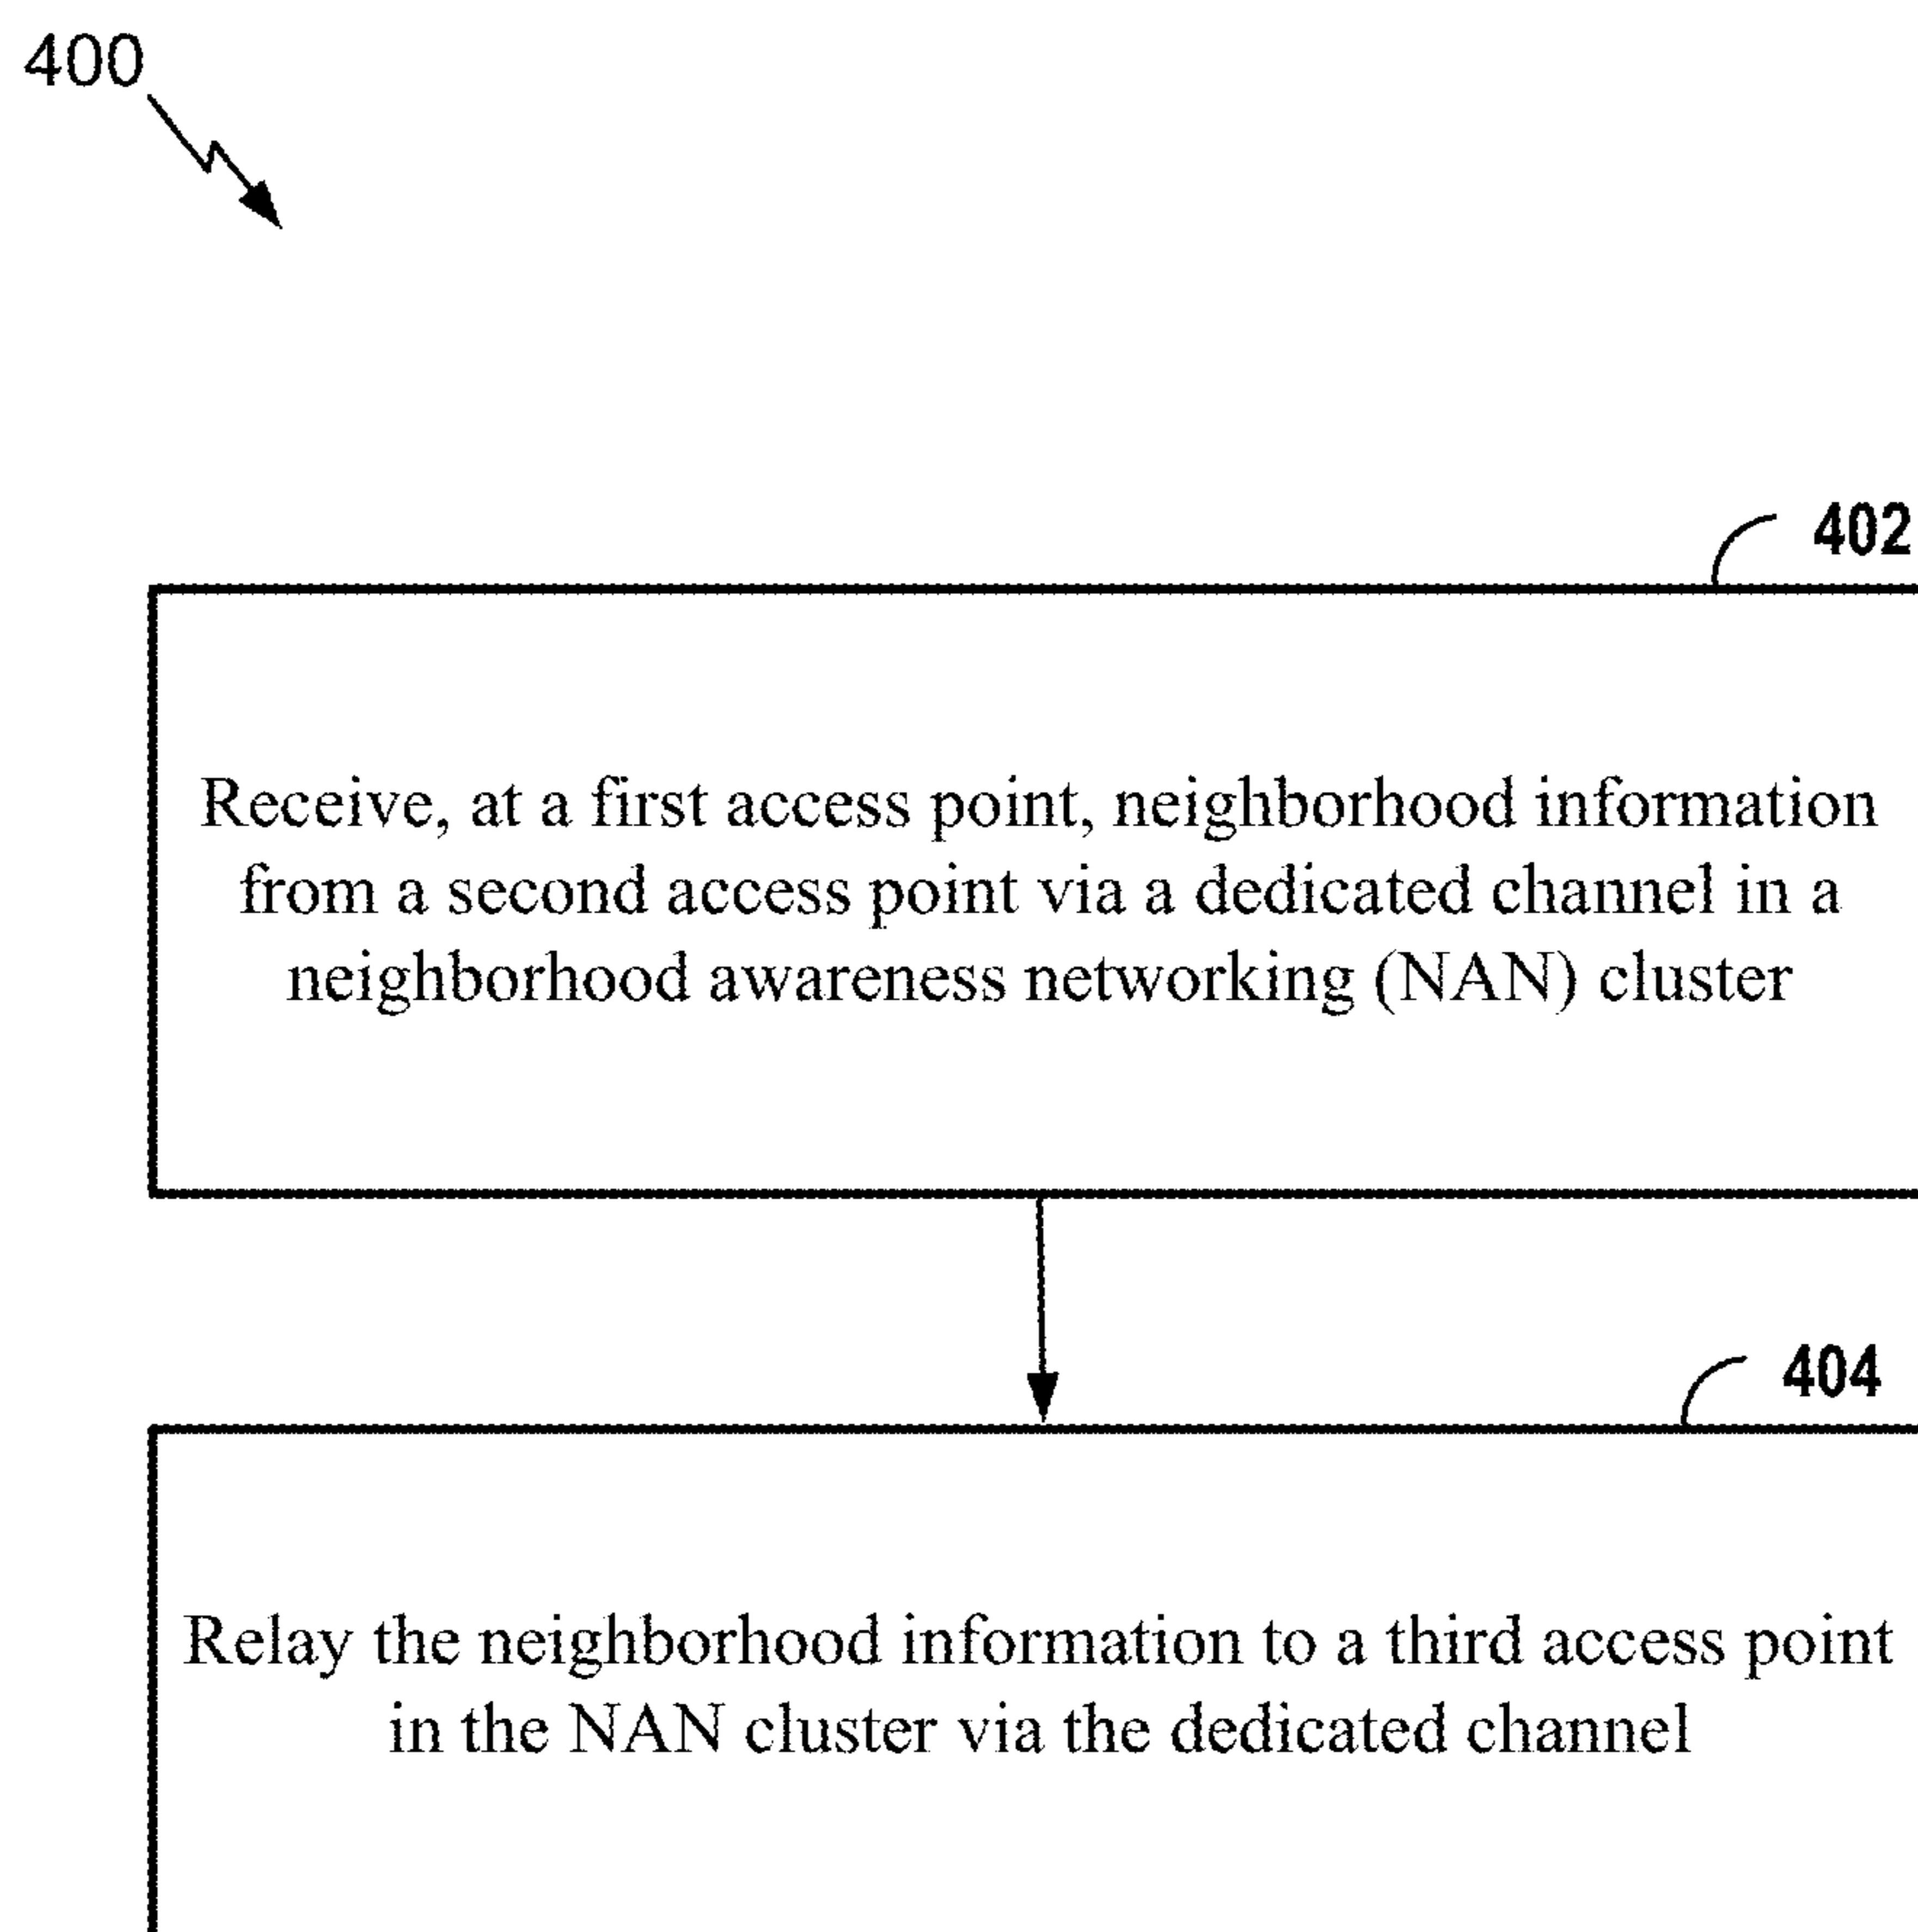 400
402
Receive, at a first access point, neighborhood information
from a second access point via a dedicated channel in a
neighborhood awareness networking (NAN) cluster
404
Relay the neighborhood information to a third access point
in the NAN cluster via the dedicated channel